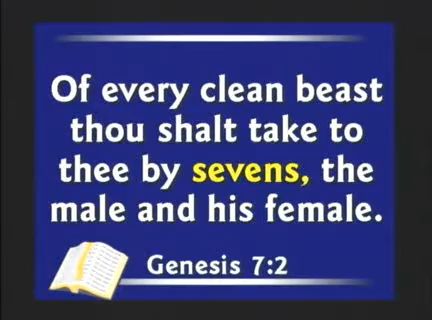 Of every clean beast
thou shalt take to
thee by sevens, the
male and his female.
Genesis 7:2